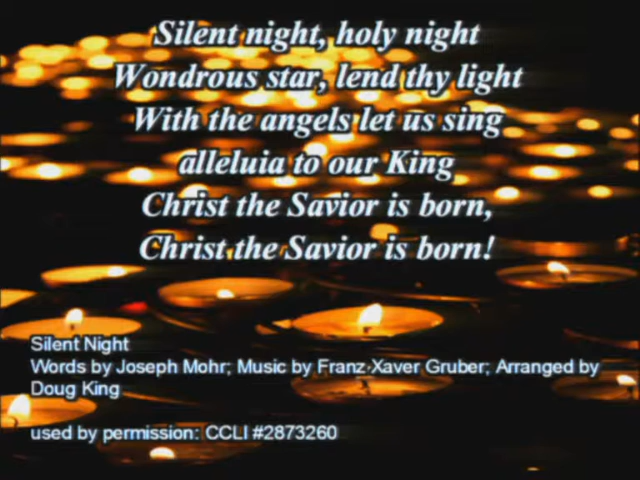 Silent night, holy night
Wondrous star, lend thy light
With the angels let us sing
alleluia to our King
Christ the Savior is born,
Christ the Savior is born!
Silent Night
Words by Joseph Mohr; Music by Franz Xaver Gruber; Arranged by
Doug King
used by permission: CCLI #2873260